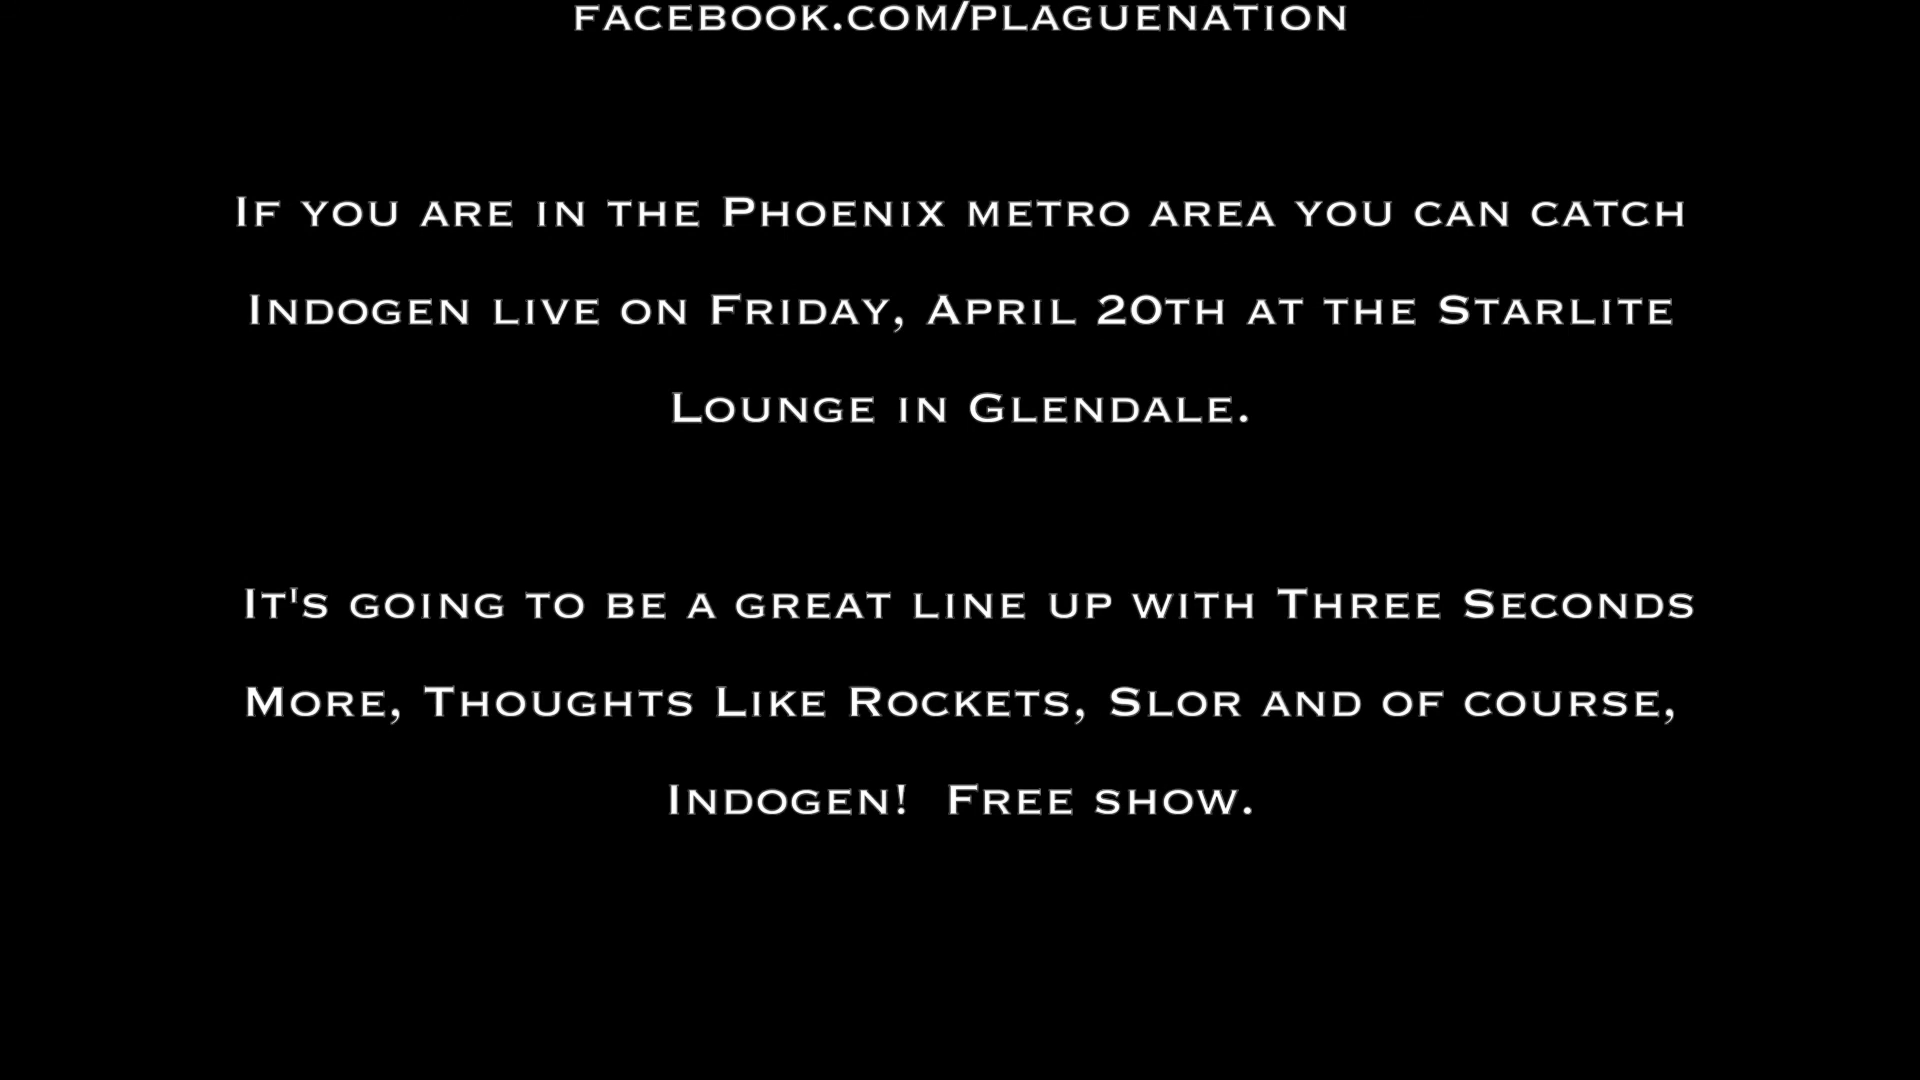 facebook.com/plaguenation
If you are in the Phoenix metro area you can catch
Indogen live on Friday, April 20th at the Starlite
Lounge in Glendale.
It's going to be a great line up with Three Seconds
More, Thoughts Like Rockets, Slor and of course,
Indogen!  Free show.